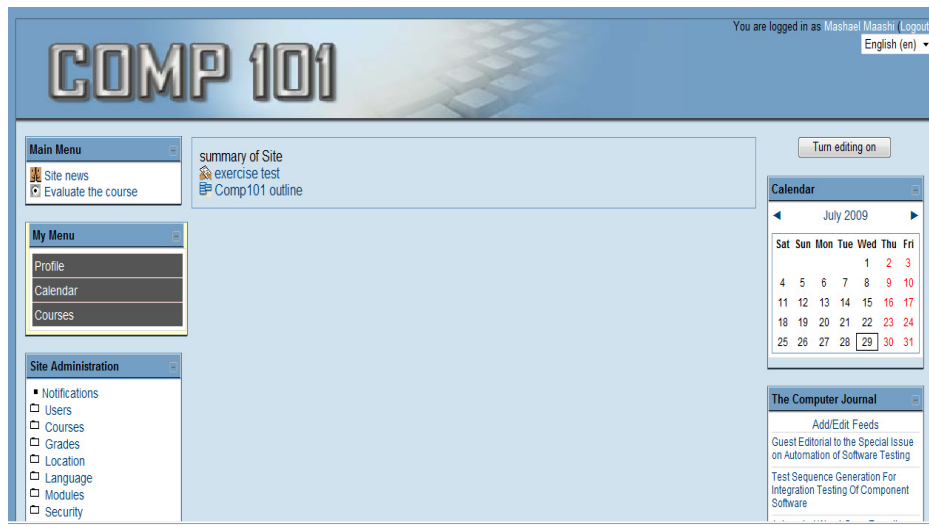 You are logged in as Mashael Maashi (Logout
English (en)
COMP 101
Main Menu
Site news
Evaluate the course
My Menu
Profile
Calendar
Courses
Site Administration
Notifications
Users
Courses
Grades
Location
Language
Modules
Security
summary of Site
exercise test
Comp101 outline
Turn editing on
Calendar
July 2009
Sat Sun Mon Tue Wed Thu Fri
1 2 3
4 5 6 7 8 9 10
11 12 13 14 15 16 17
18 19 20 21 22 23 24
25 26 27 28 29 30 31
The Computer Journal
Add/Edit Feeds
Guest Editorial to the Special Issue
on Automation of Software Testing
Test Sequence Generation For
Integration Testing Of Component
Software